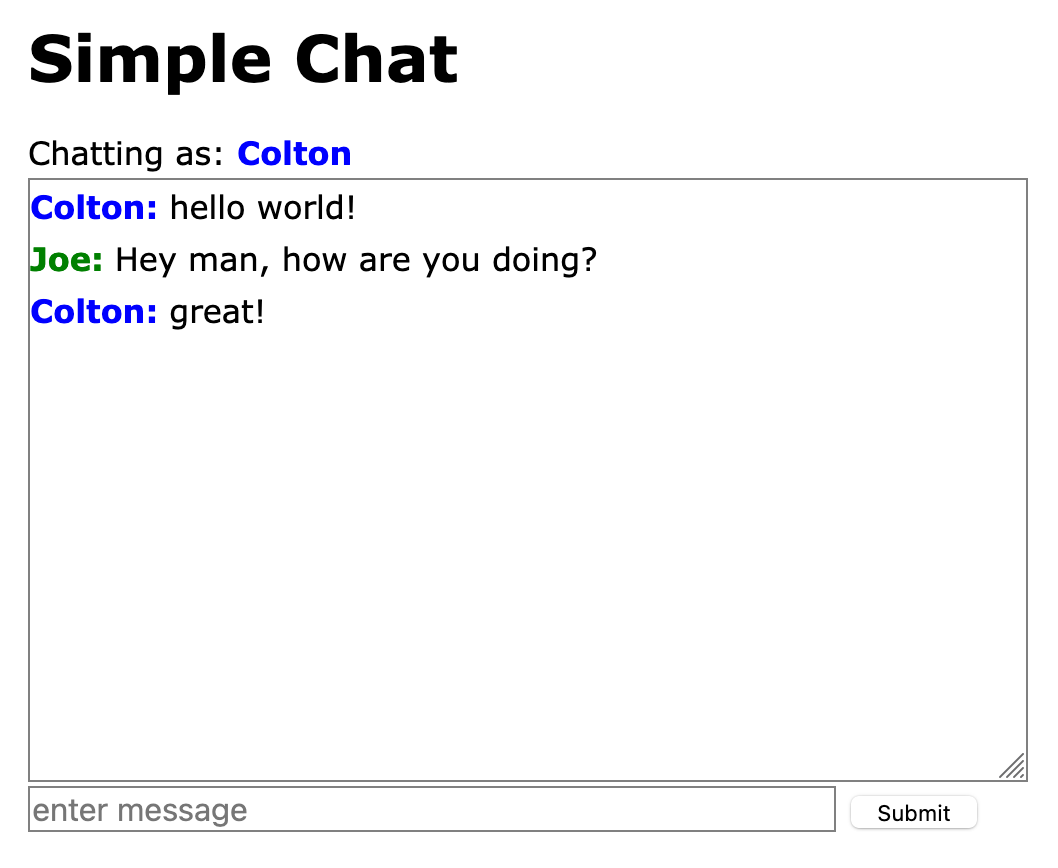 Simple Chat
Chatting as: Colton
Colton: hello world!
Joe: Hey man, how are you doing?
Colton: great!
enter message
Submit